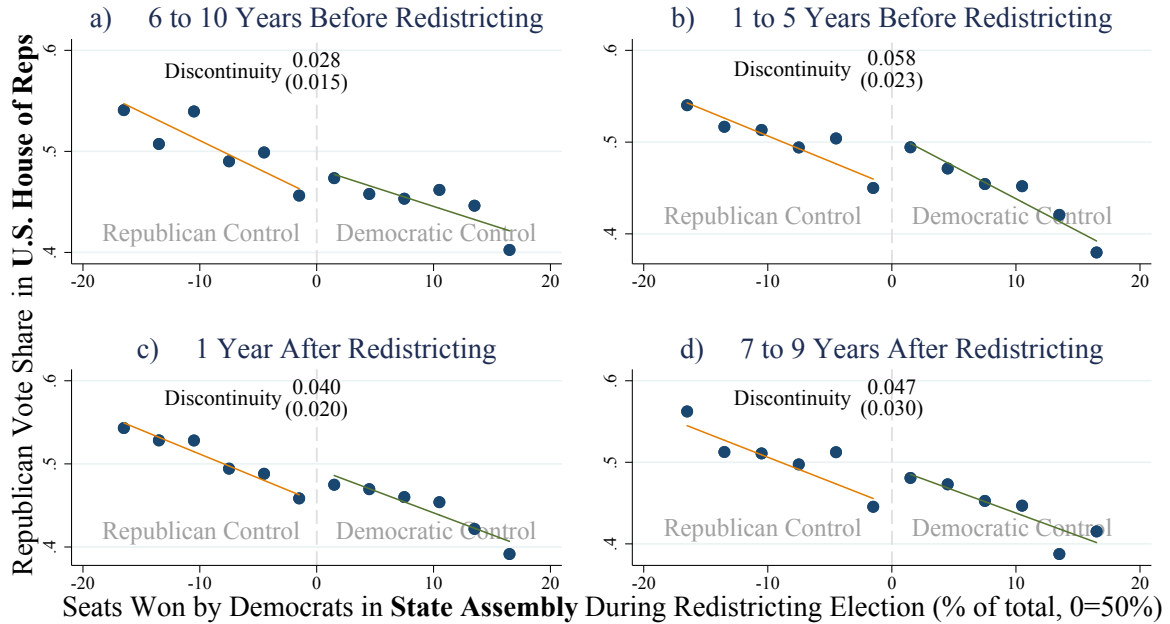 Republican Vote Share in U.S. House of Reps
a) 6 to 10 Years Before Redistricting
.6
.5
.4
Discontinuity 0.028
(0.015)
Republican Control
Democratic Control
-20 -10 0 10 20
b) 1 to 5 Years Before Redistricting
.6
.5
.4
Discontinuity 0.058
(0.023)
Republican Control
Democratic Control
-20 -10 0 10 20
c) 1 Year After Redistricting
.6
.5
.4
Discontinuity 0.040
(0.020)
Republican Control
Democratic Control
-20 -10 0 10 20
d) 7 to 9 Years After Redistricting
.6
.5
.4
Discontinuity 0.047
(0.030)
Republican Control
Democratic Control
-20 -10 0 10 20
Seats Won by Democrats in State Assembly During Redistricting Election (% of total, 0=50%)